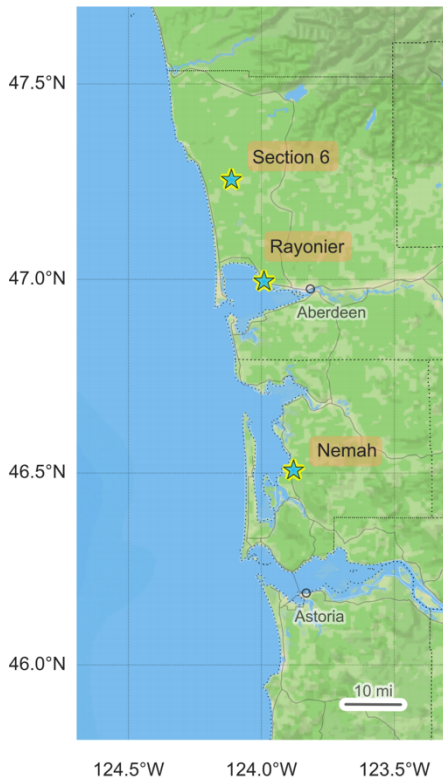 47.5°N
Section 6
Rayonier
47.0°N
Aberdeen
Nemah
46.5°N
Astoria
46.0°N
10 mi
124.5°W 124.0°W 123.5°W